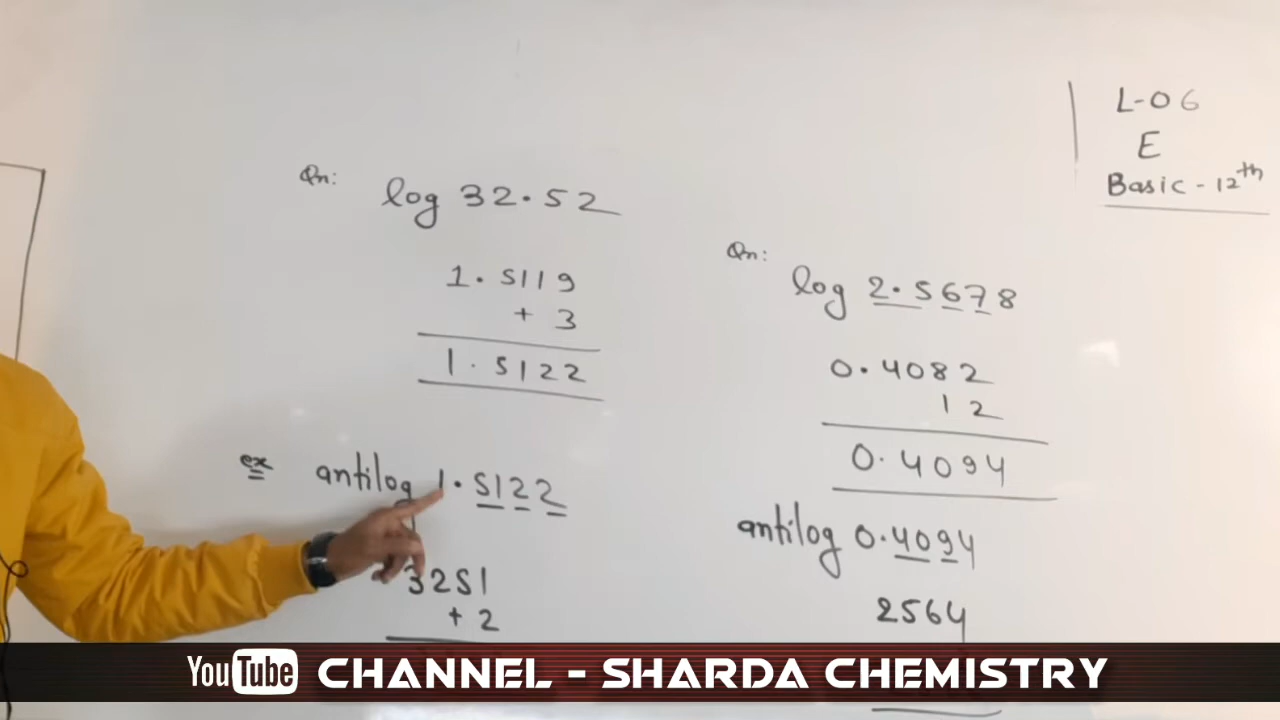 L-06
E
Basic - 12th
Qn: log 32.52
1.5119
+ 3
1.5122
ex antilog 1.5122
3251
+ 2
Qn: log 2.5678
0.4082
12
0.4094
antilog 0.4094
2564
YouTube CHANNEL - SHARDA CHEMISTRY